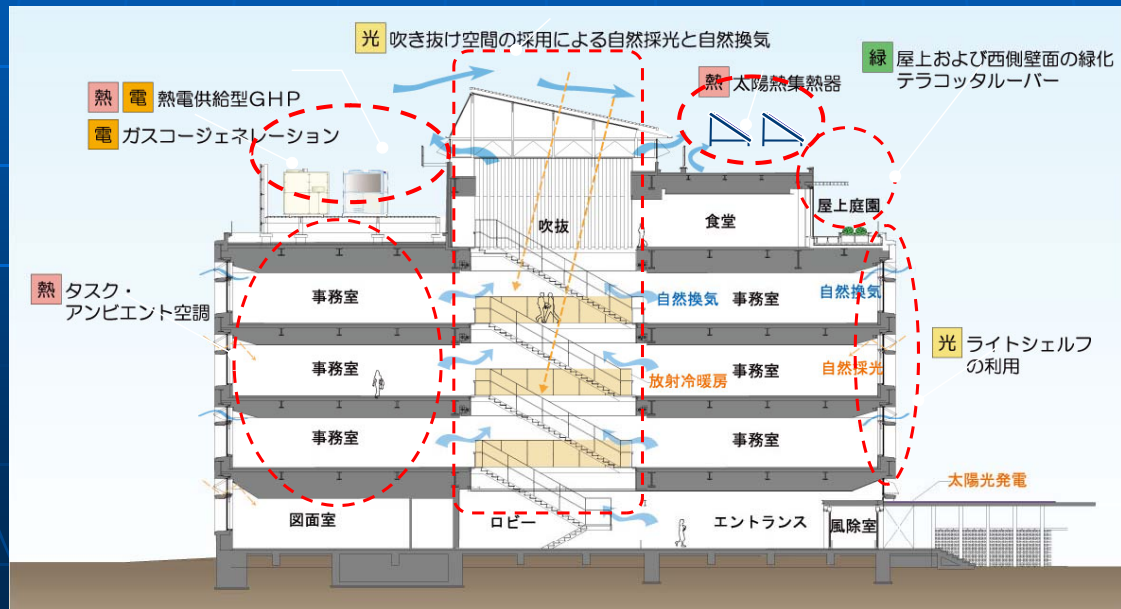 光 吹き抜け空間の採用による自然採光と自然換気
緑 屋上および西側壁面の緑化
テラコッタルーバー
熱 電 熱電供給型GHP
熱 太陽熱集熱器
電 ガスコージェネレーション
屋上庭園
吹抜
食堂
熱 タスク・
アンビエント空調
事務室
自然換気
事務室
自然換気
光 ライトシェルフ
の利用
事務室
放射冷暖房
事務室
自然採光
事務室
事務室
太陽光発電
図面室
ロビー
エントランス
風除室